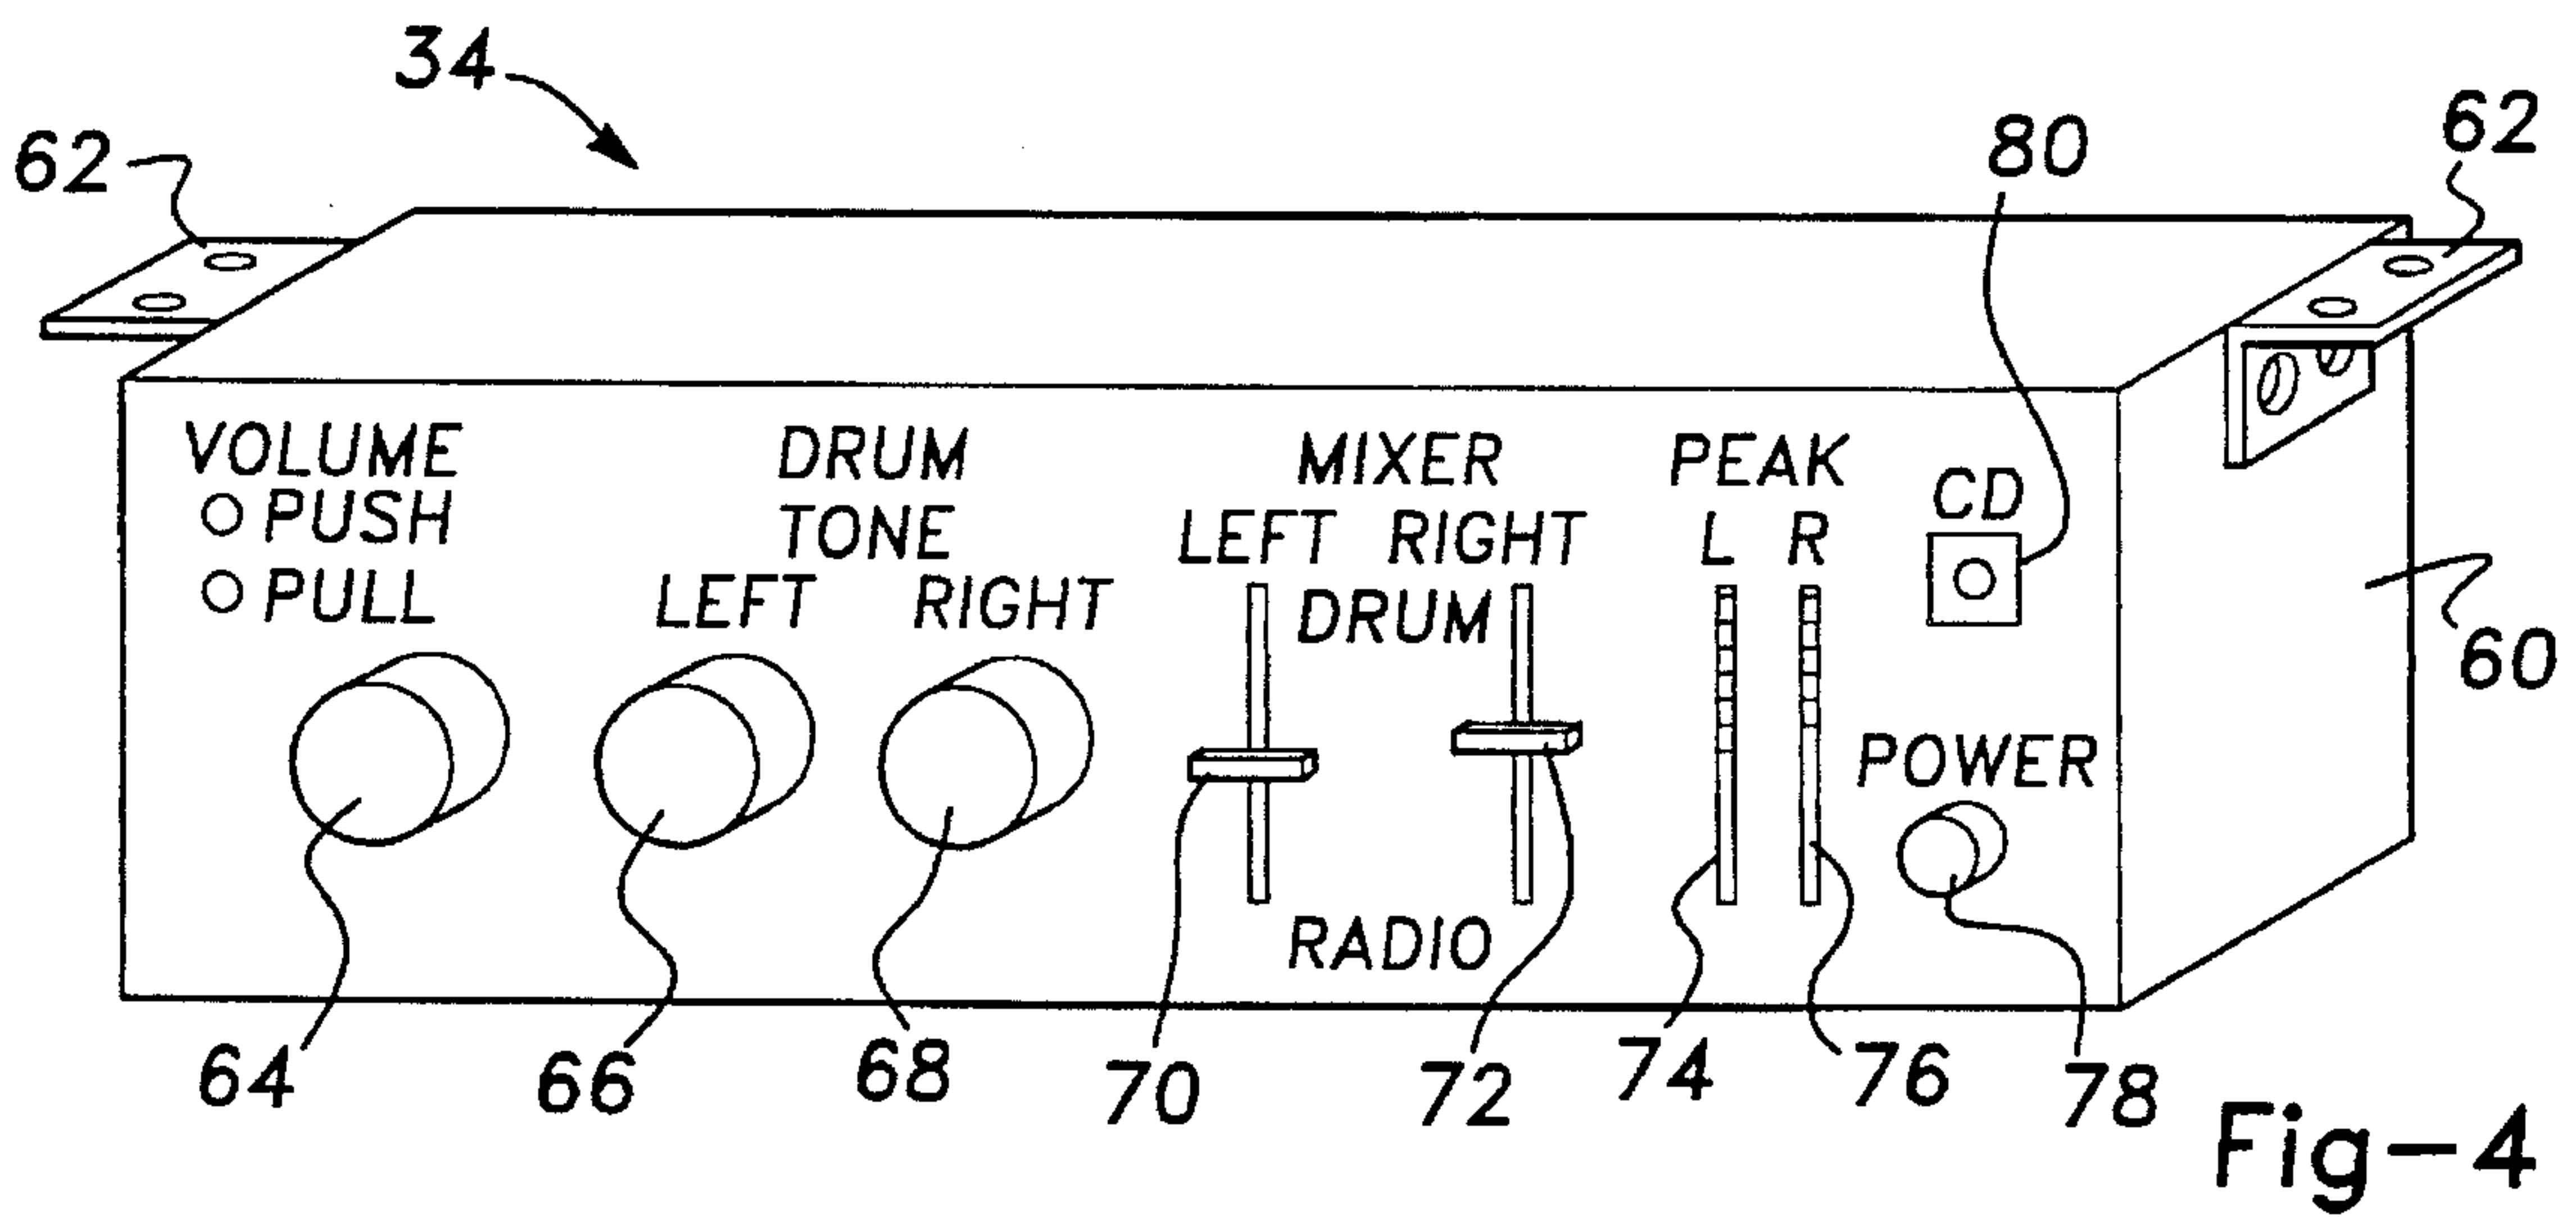 34
62
80
62
VOLUME
PUSH
PULL
DRUM
TONE
LEFT RIGHT
MIXER
LEFT RIGHT
DRUM
RADIO
PEAK
L R
CD
POWER
60
64 66 68 70 72 74 76 78
Fig-4